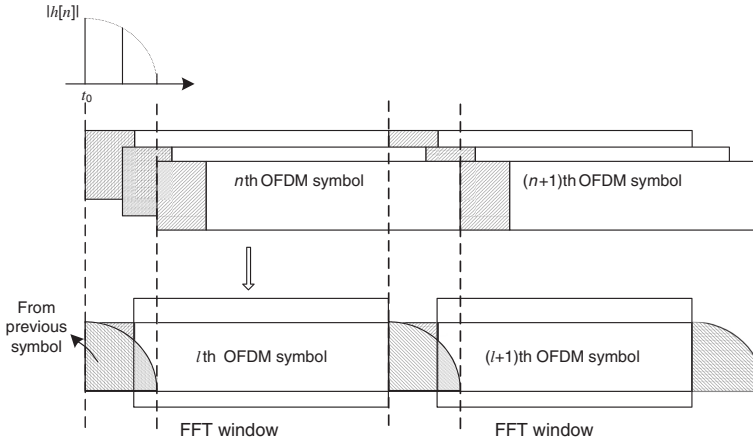 |h[n]|
t₀
nth OFDM symbol
(n+1)th OFDM symbol
From
previous
symbol
lth OFDM symbol
(l+1)th OFDM symbol
FFT window
FFT window